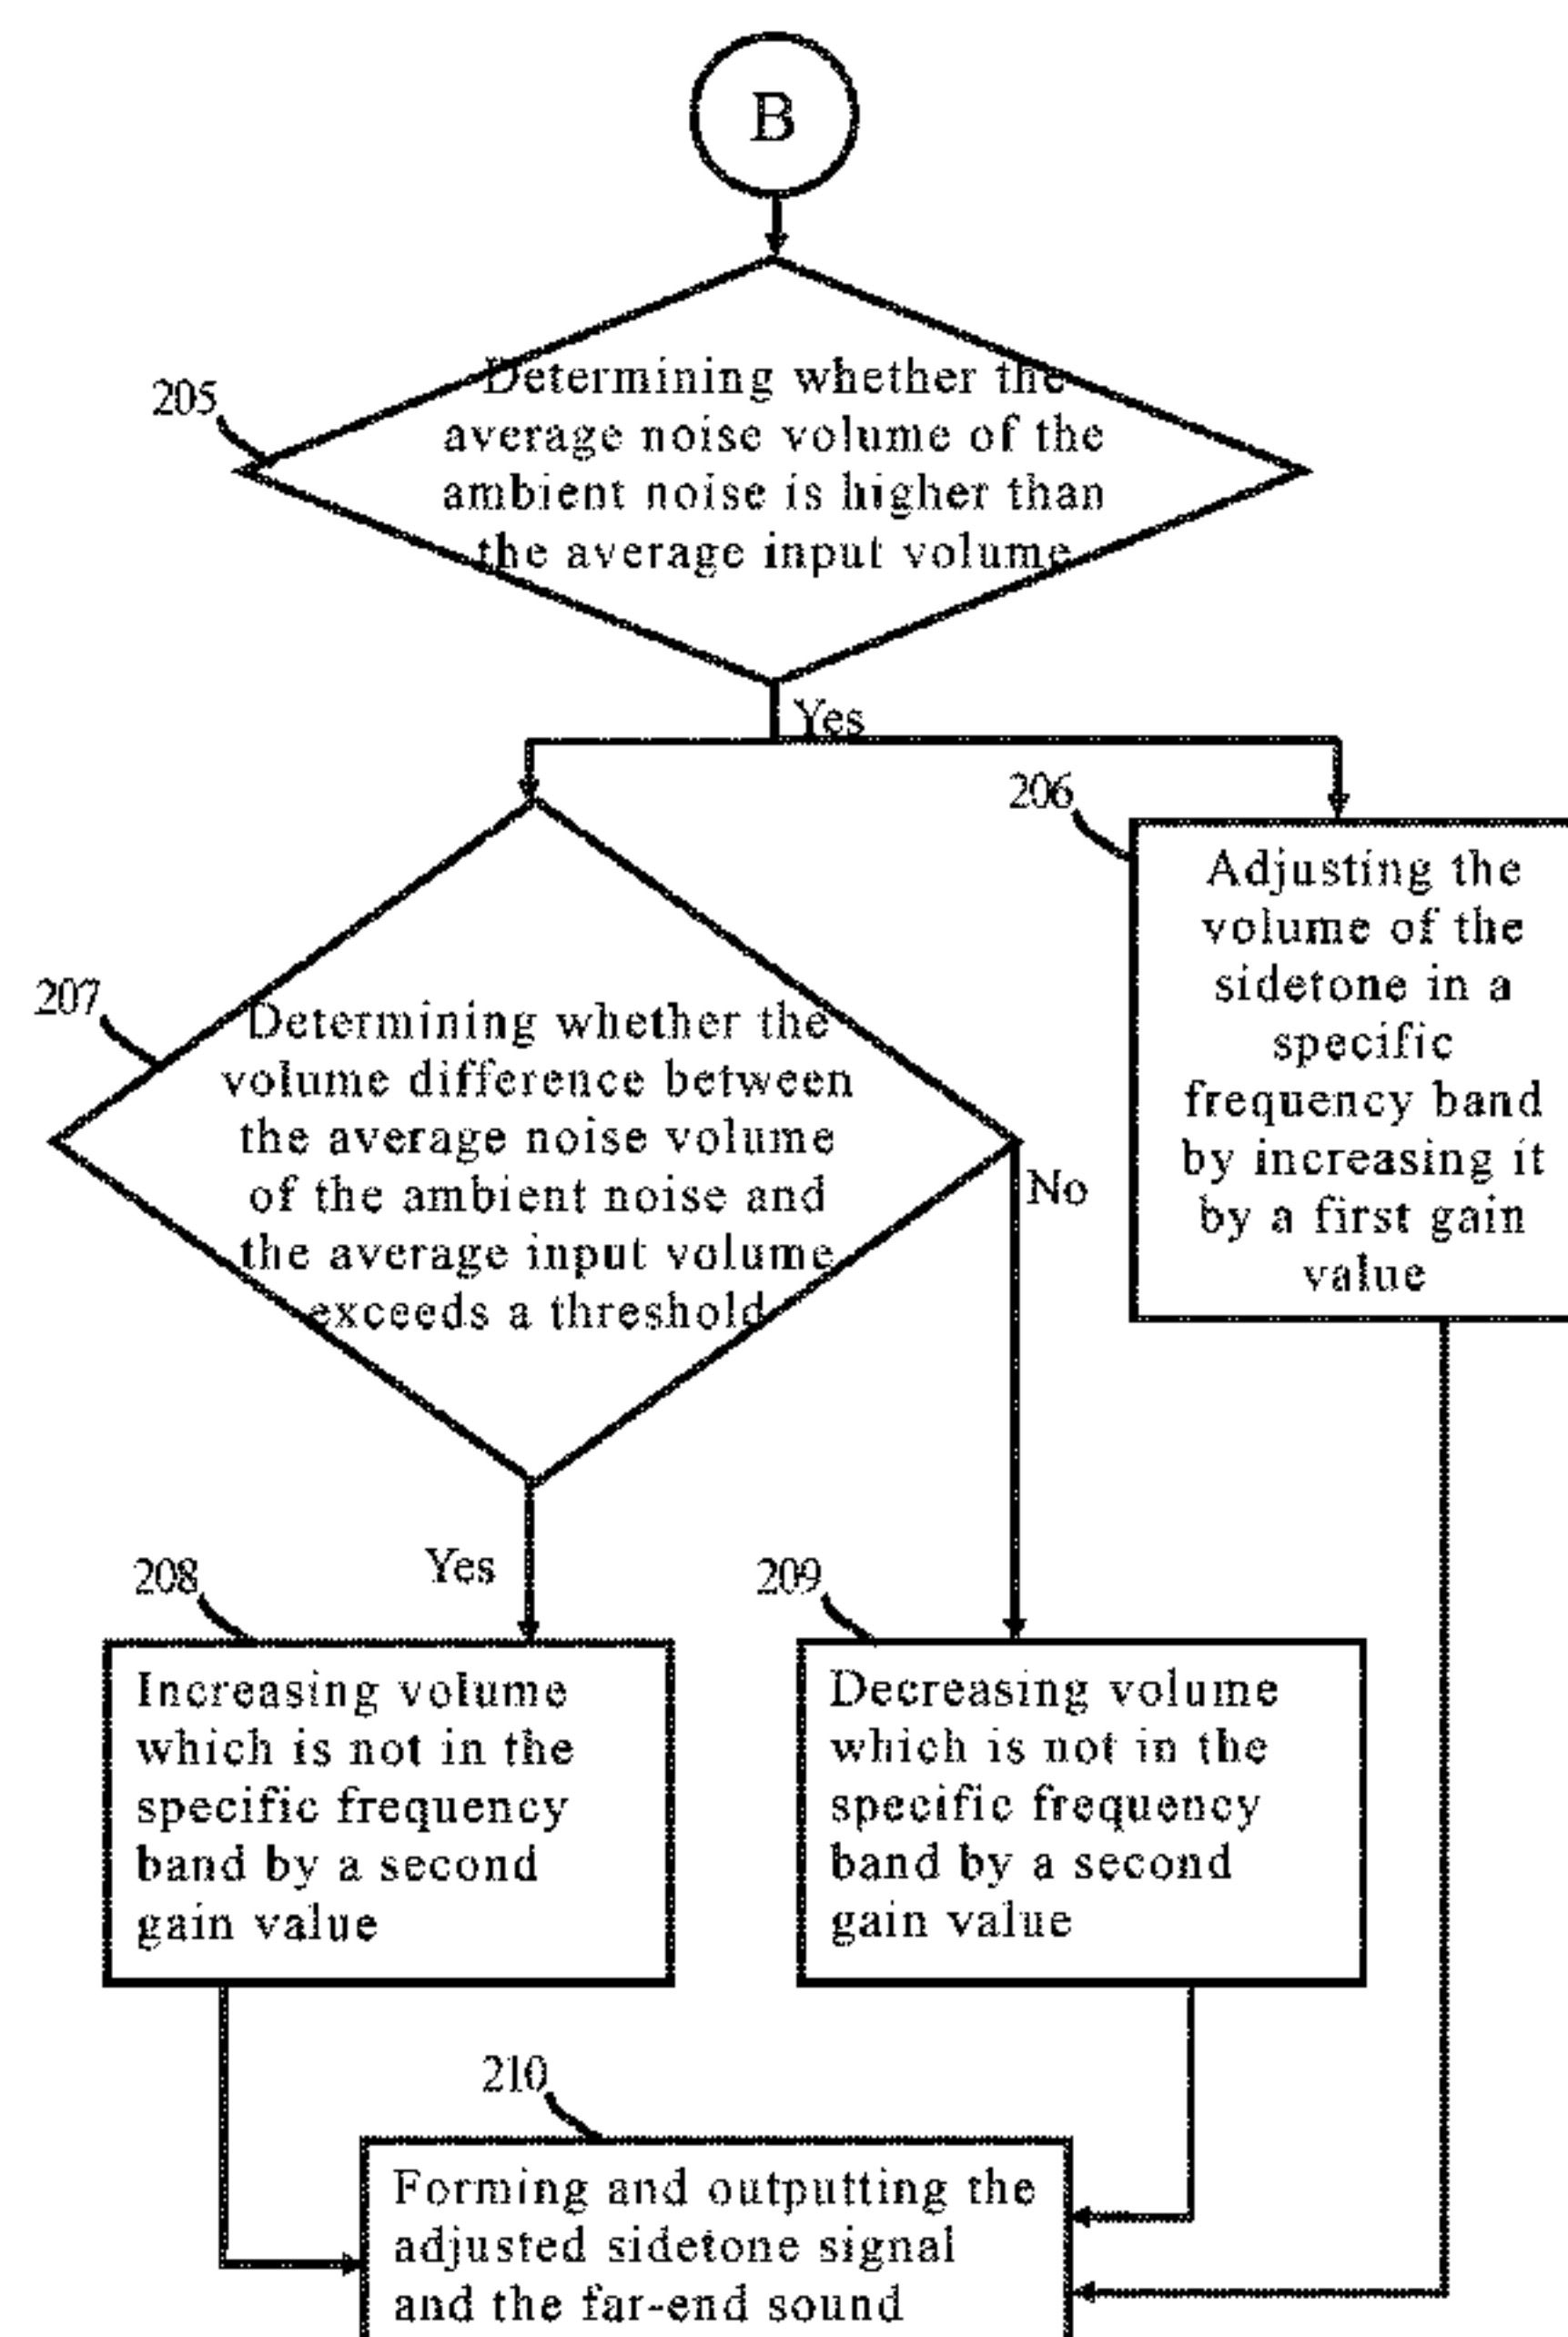 B
205
Determining whether the
average noise volume of the
ambient noise is higher than
the average input volume
Yes
206
Adjusting the
volume of the
sidetone in a
specific
frequency band
by increasing it
by a first gain
value
207
Determining whether the
volume difference between
the average noise volume
of the ambient noise and
the average input volume
exceeds a threshold
No
Yes
208
Increasing volume
which is not in the
specific frequency
band by a second
gain value
209
Decreasing volume
which is not in the
specific frequency
band by a second
gain value
210
Forming and outputting the
adjusted sidetone signal
and the far-end sound